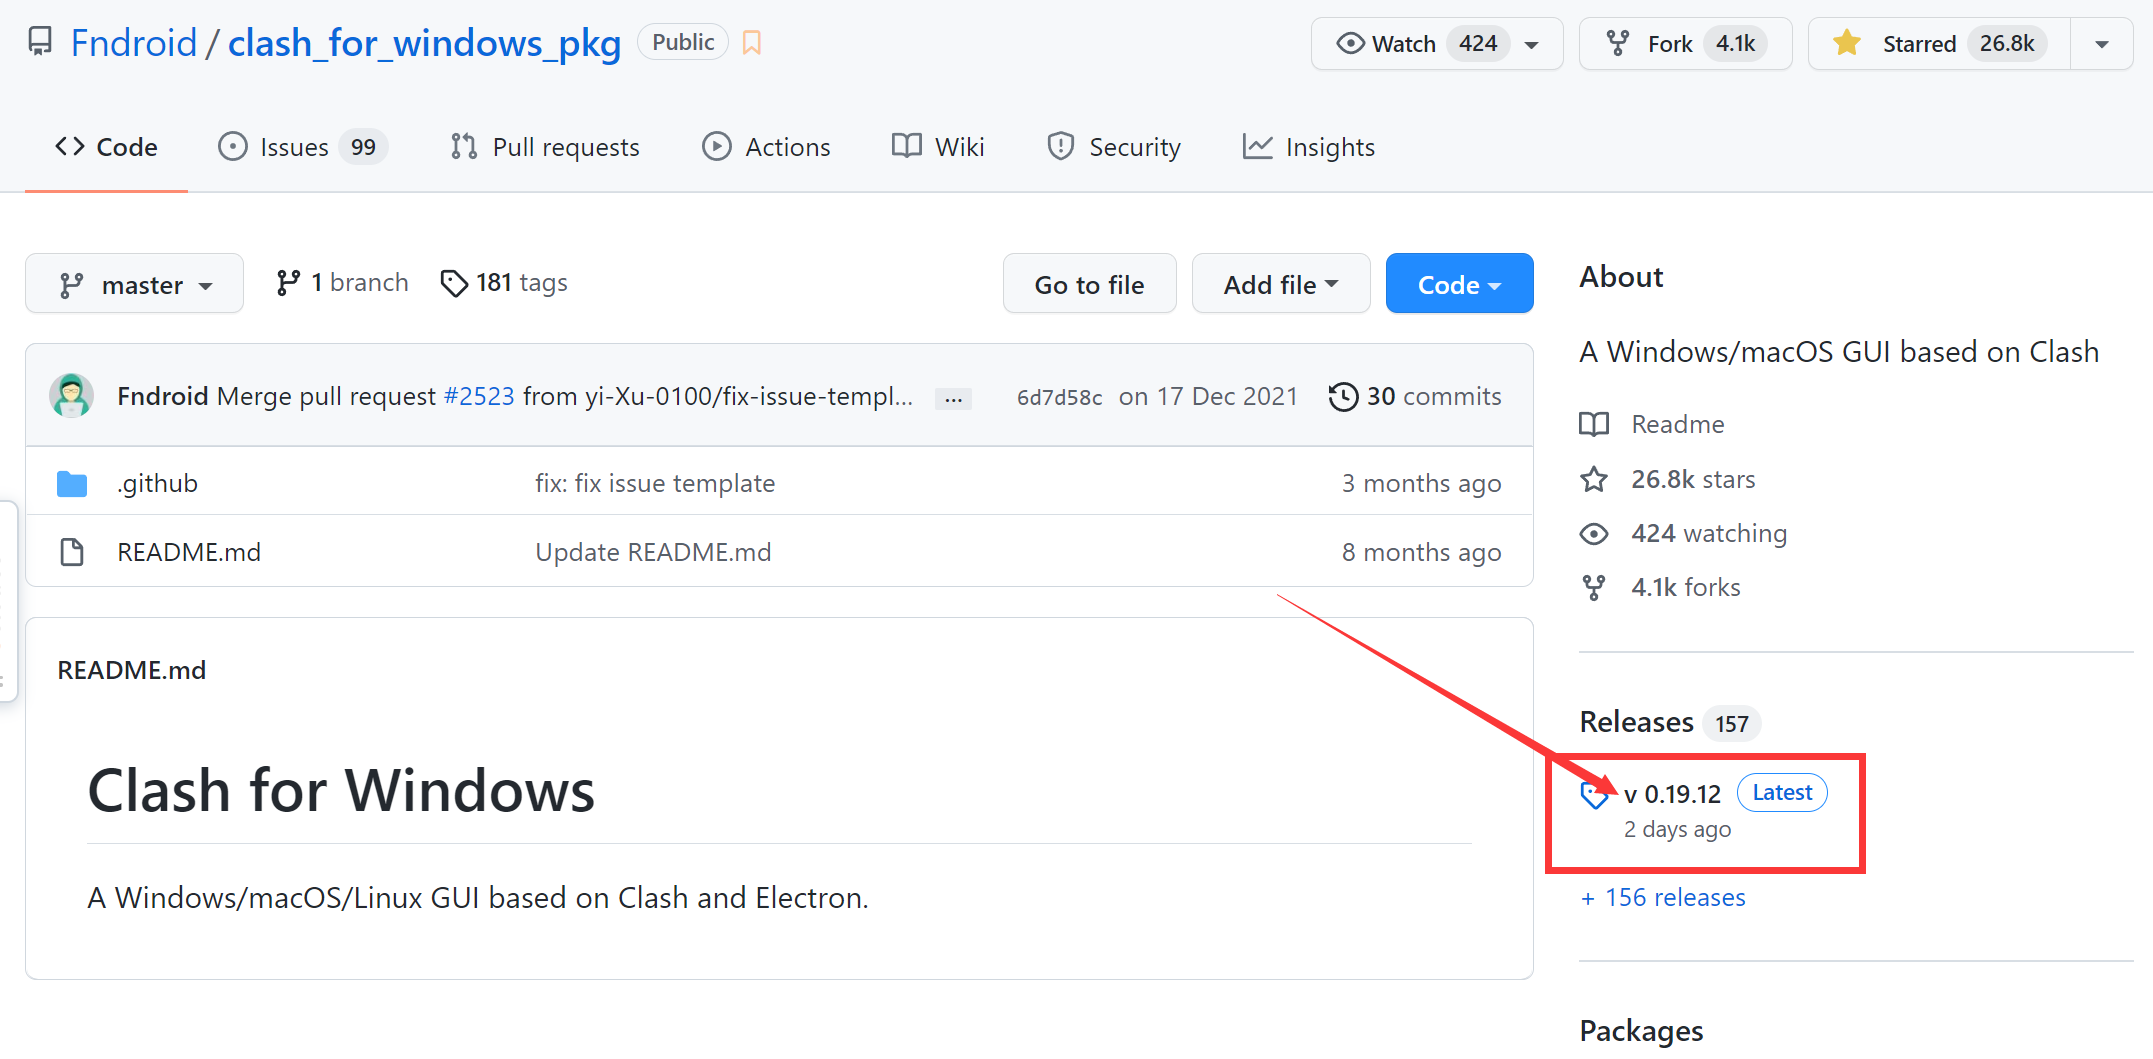 Fndroid / clash_for_windows_pkg Public
Watch 424
Fork 4.1k
Starred 26.8k
Code
Issues 99
Pull requests
Actions
Wiki
Security
Insights
master
1 branch
181 tags
Go to file
Add file
Code
Fndroid Merge pull request #2523 from yi-Xu-0100/fix-issue-templ... ... 6d7d58c on 17 Dec 2021 30 commits
.github fix: fix issue template 3 months ago
README.md Update README.md 8 months ago
README.md
Clash for Windows
A Windows/macOS/Linux GUI based on Clash and Electron.
About
A Windows/macOS GUI based on Clash
Readme
26.8k stars
424 watching
4.1k forks
Releases 157
v 0.19.12 Latest
2 days ago
+ 156 releases
Packages